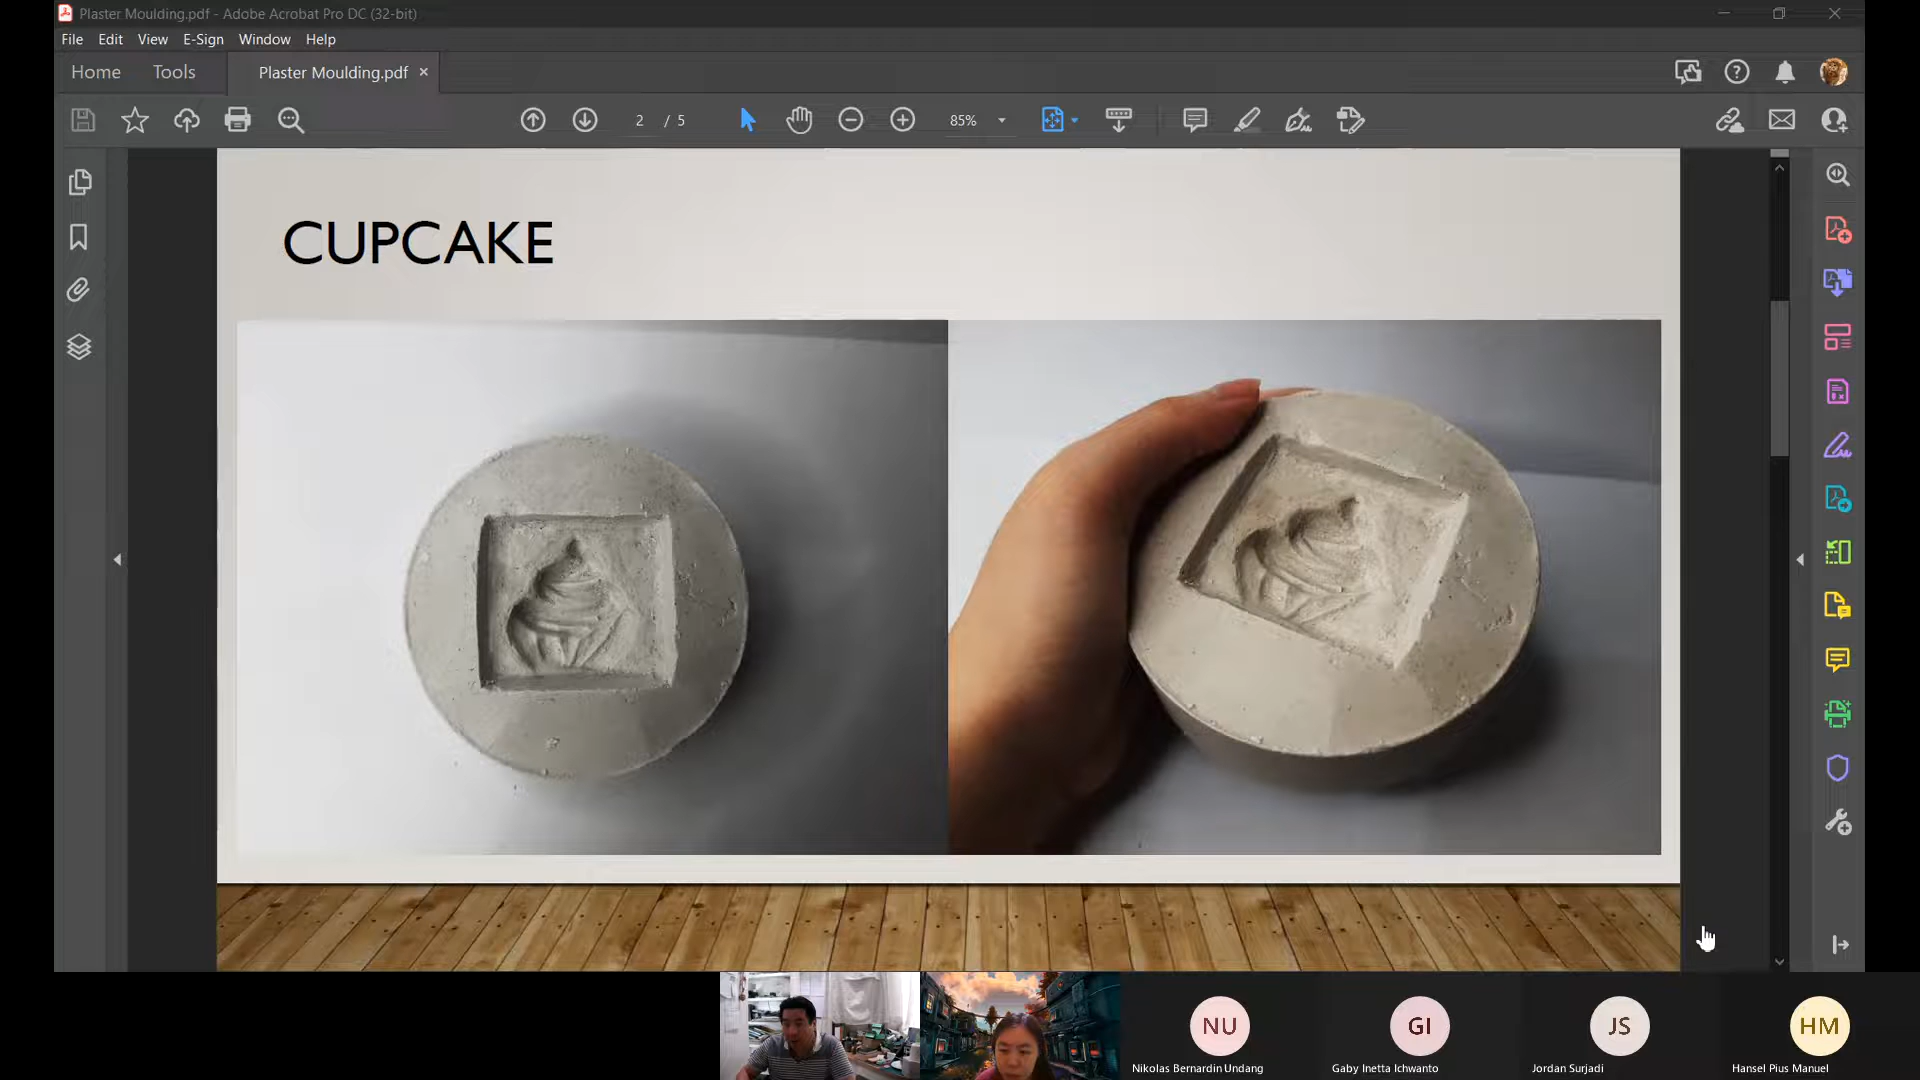 Plaster Moulding.pdf - Adobe Acrobat Pro DC (32-bit)
File Edit View E-Sign Window Help
Home Tools Plaster Moulding.pdf ×
2 / 5 85%
CUPCAKE
NU GI JS HM
Nikolas Bernardin Undang Gaby Inetta Ichwanto Jordan Surjadi Hansel Pius Manuel